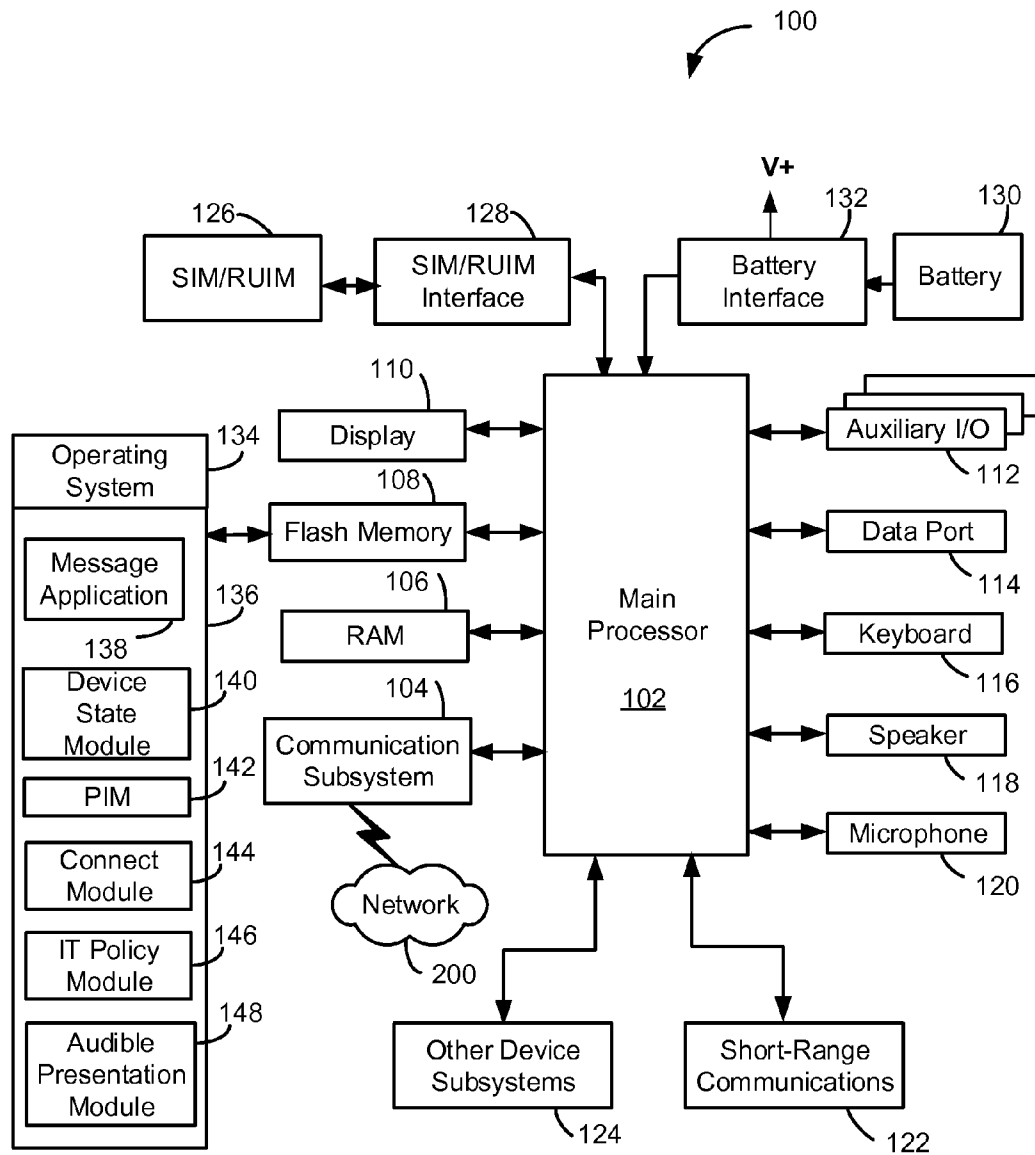 100
V+
126
128
132
130
SIM/RUIM
SIM/RUIM
Interface
Battery
Interface
Battery
110
Display
Auxiliary I/O
112
134
Operating
System
108
Flash Memory
Data Port
114
Message
Application
138
136
106
RAM
Main
Processor
102
Keyboard
116
140
Device
State
Module
104
Communication
Subsystem
Speaker
118
142
PIM
Microphone
120
144
Connect
Module
Network
200
146
IT Policy
Module
148
Audible
Presentation
Module
Other Device
Subsystems
124
Short-Range
Communications
122